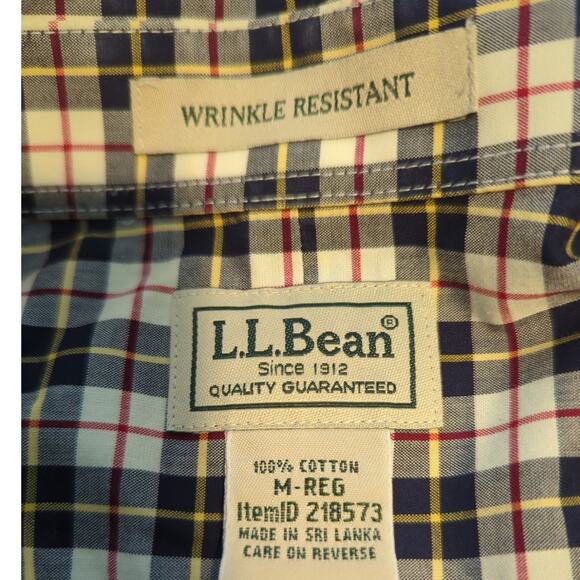 WRINKLE RESISTANT
L.L.Bean®
Since 1912
QUALITY GUARANTEED
100% COTTON
M-REG
ItemID 218573
MADE IN SRI LANKA
CARE ON REVERSE